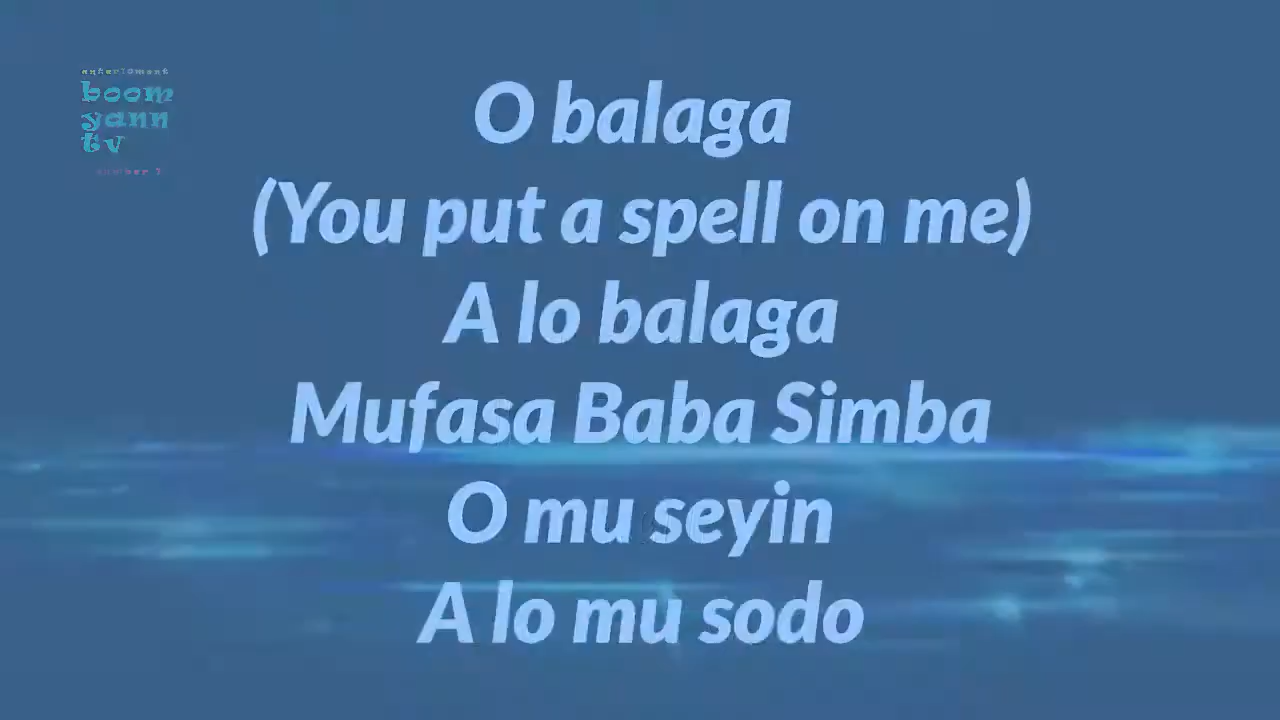 boom
yann
tv
O balaga
(You put a spell on me)
A lo balaga
Mufasa Baba Simba
O mu seyin
A lo mu sodo